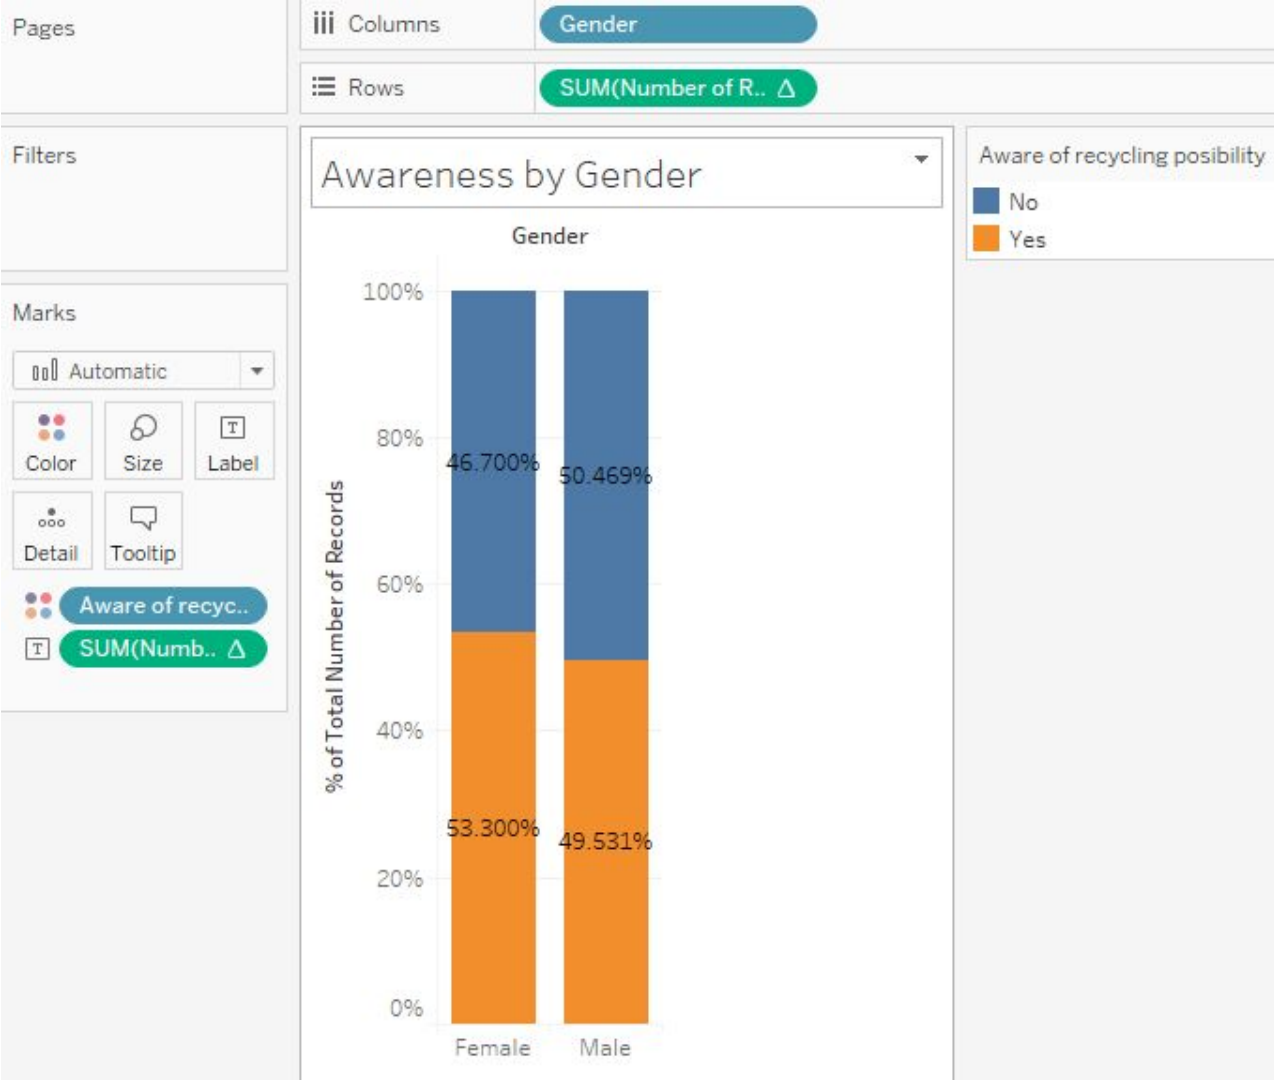 Pages
Columns
Gender
Rows
SUM(Number of R.. Δ
Filters
Marks
Automatic
Color
Size
Label
Detail
Tooltip
Aware of recyc..
SUM(Numb.. Δ
Awareness by Gender
Gender
% of Total Number of Records
100%
80%
60%
40%
20%
0%
46.700%
50.469%
53.300%
49.531%
Female
Male
Aware of recycling posibility
No
Yes